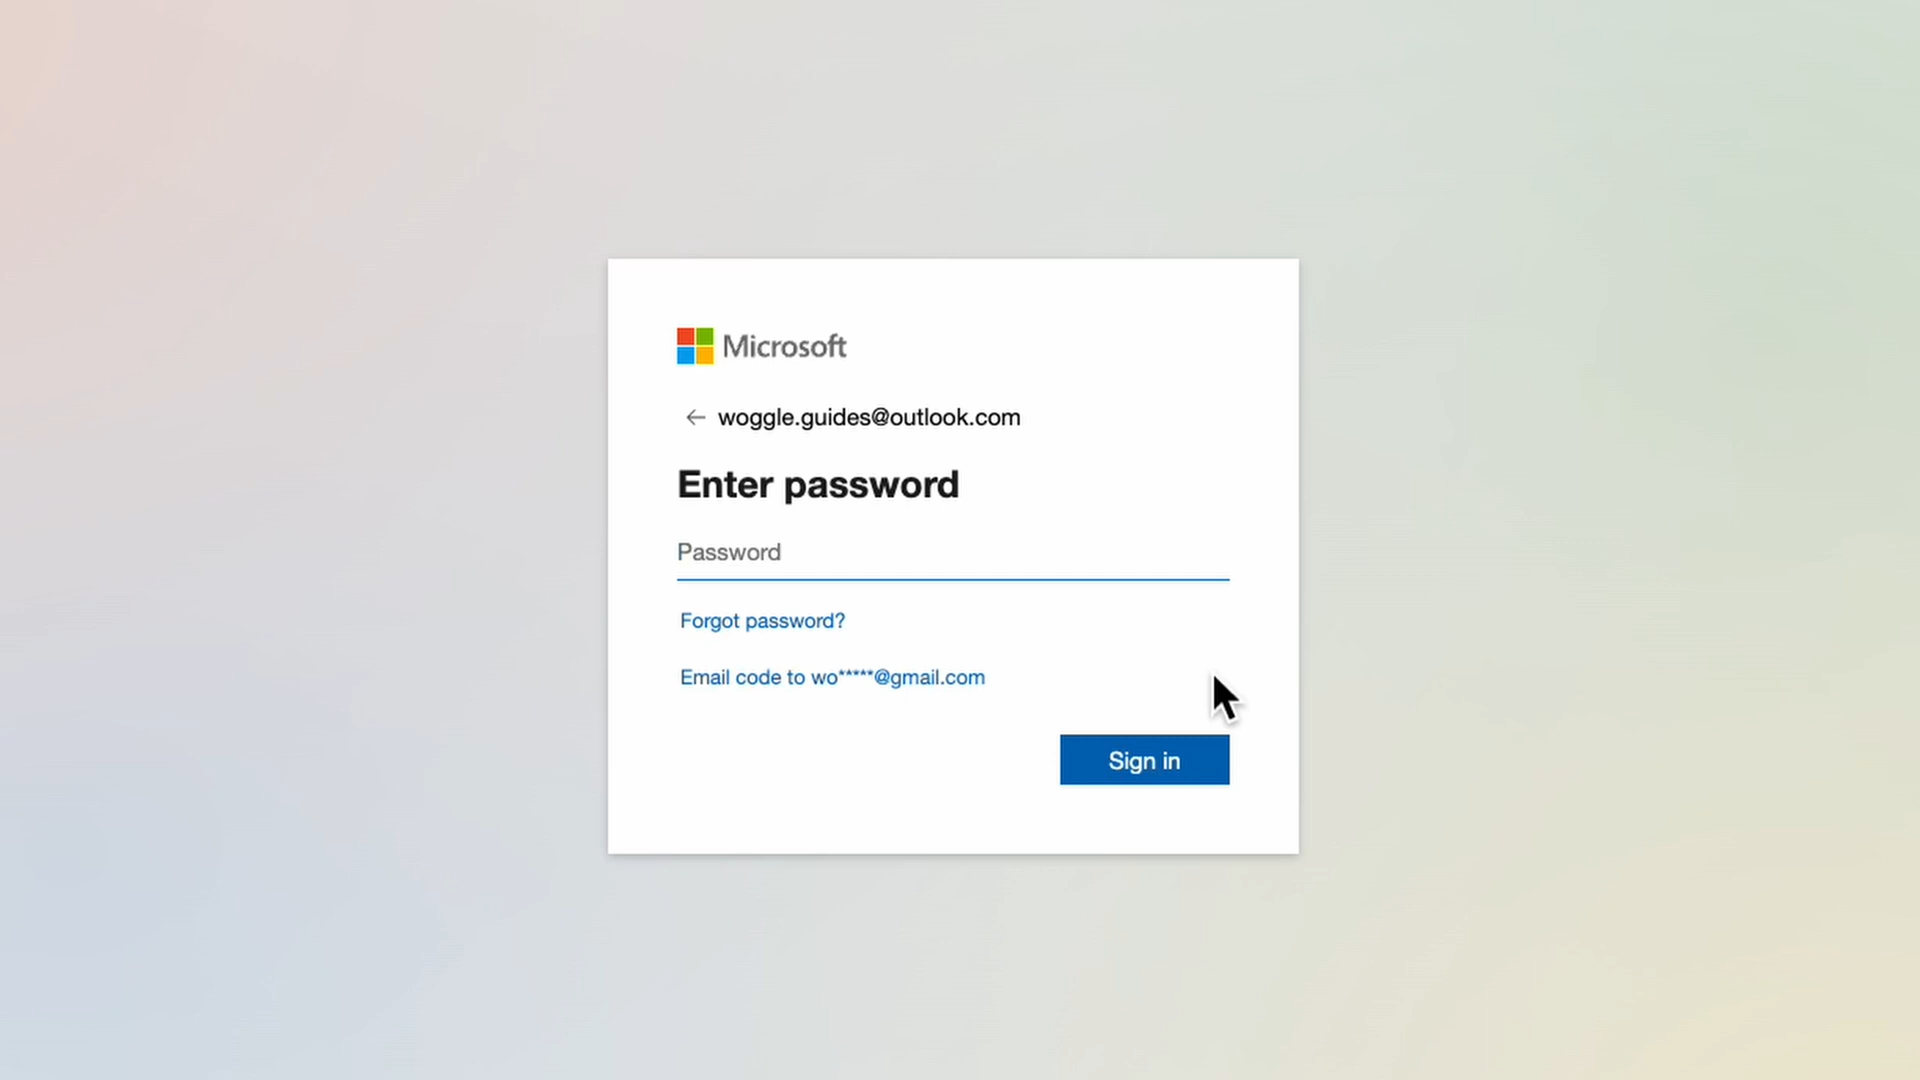 Microsoft
woggle.guides@outlook.com
Enter password
Password
Forgot password?
Email code to wo*****@gmail.com
Sign in